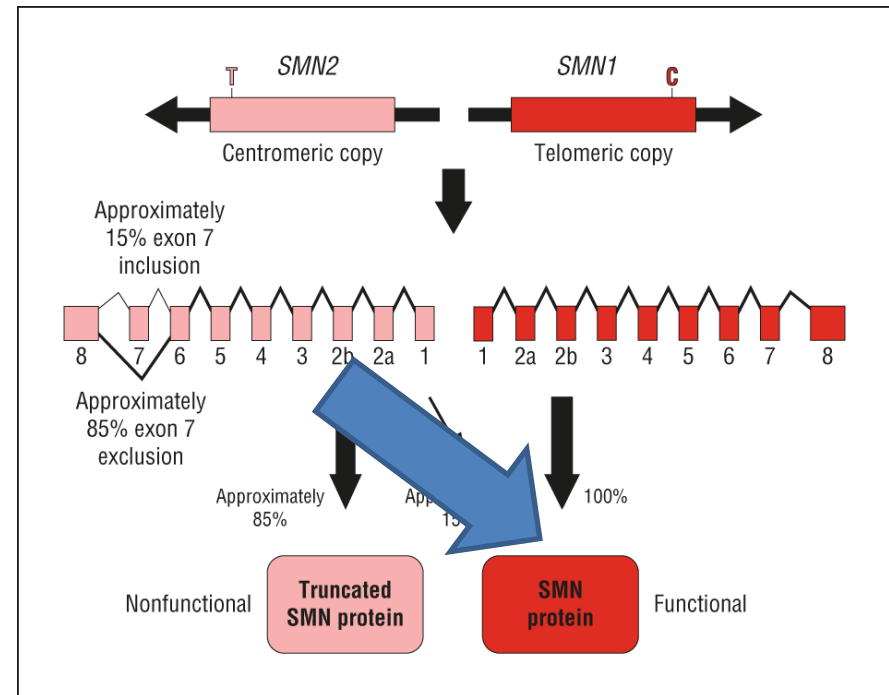 SMN2
SMN1
T
C
Centromeric copy
Telomeric copy
Approximately
15% exon 7
inclusion
8 7 6 5 4 3 2b 2a 1
1 2a 2b 3 4 5 6 7 8
Approximately
85% exon 7
exclusion
Approximately
85%
100%
Nonfunctional
Truncated
SMN protein
SMN
protein
Functional